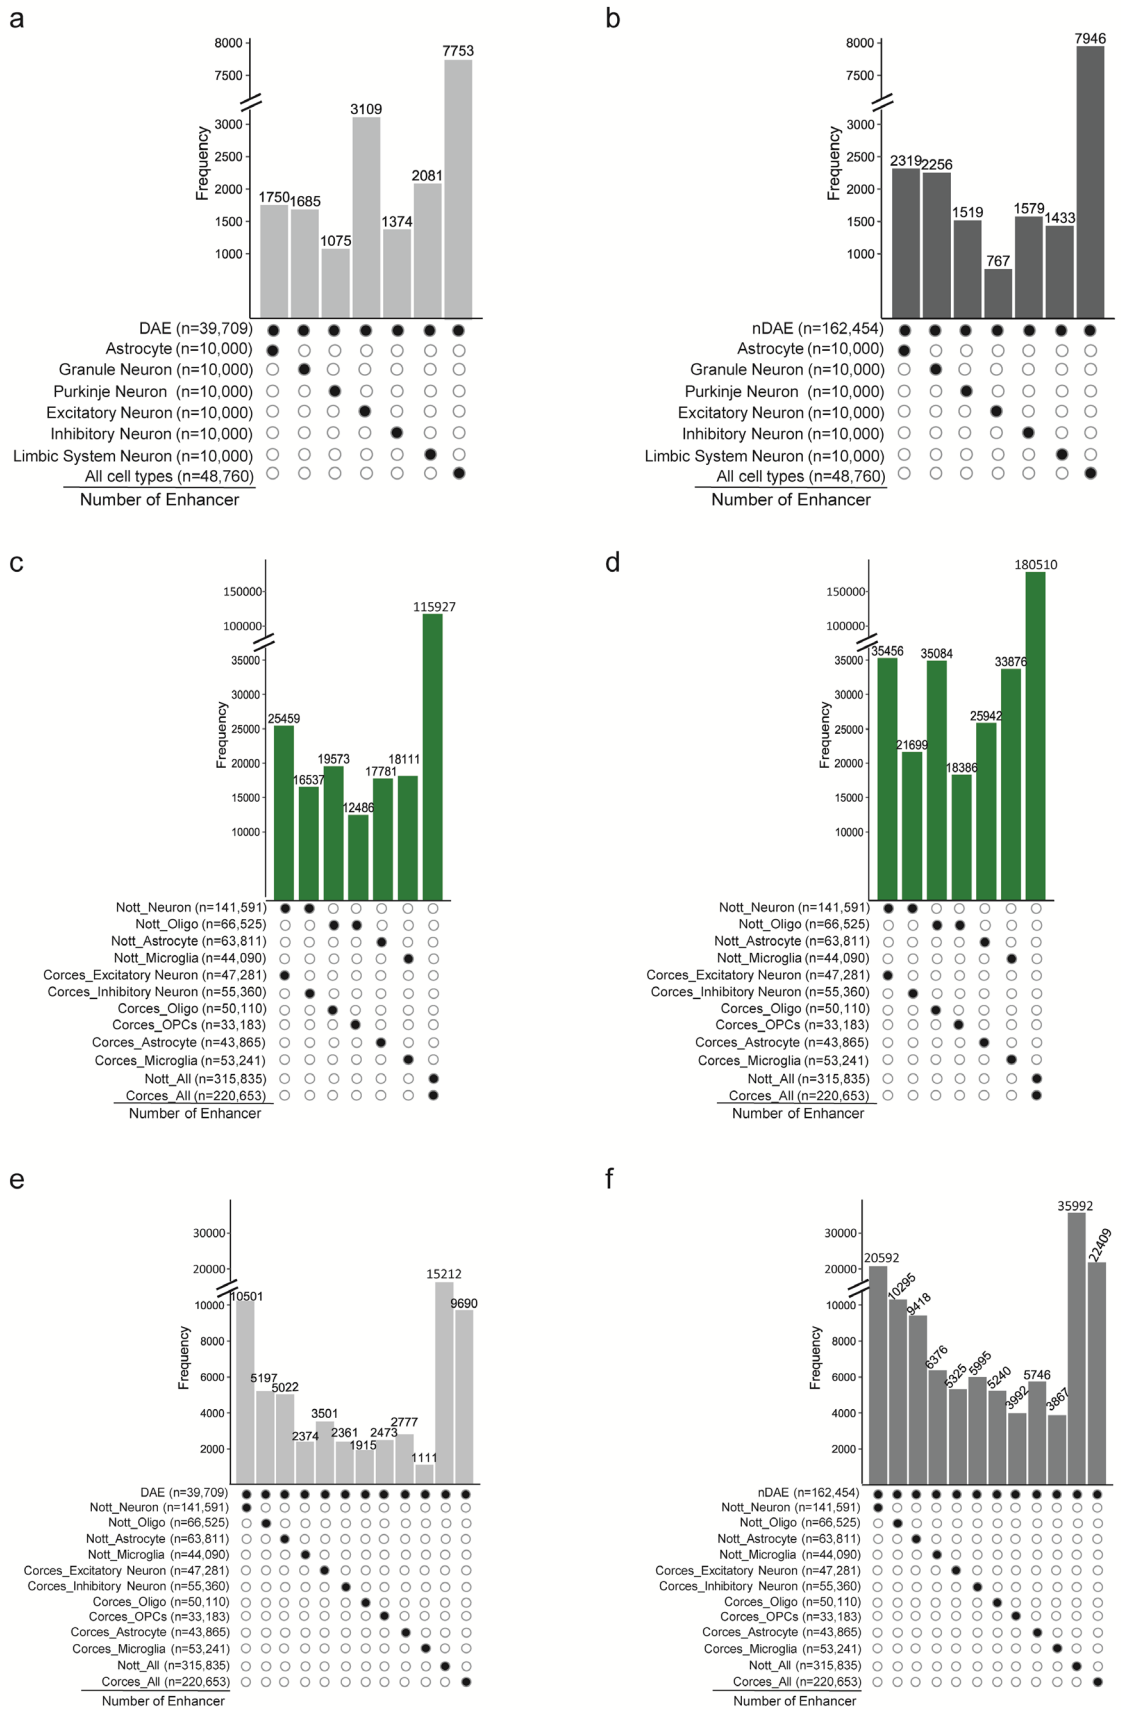 a
8000
7500
3000
2500
2000
1500
1000
Frequency
1750
1685
1075
3109
1374
2081
7753
DAE (n=39,709)
Astrocyte (n=10,000)
Granule Neuron (n=10,000)
Purkinje Neuron (n=10,000)
Excitatory Neuron (n=10,000)
Inhibitory Neuron (n=10,000)
Limbic System Neuron (n=10,000)
All cell types (n=48,760)
Number of Enhancer
b
8000
7500
3000
2500
2000
1500
1000
Frequency
2319
2256
1519
767
1579
1433
7946
nDAE (n=162,454)
Astrocyte (n=10,000)
Granule Neuron (n=10,000)
Purkinje Neuron (n=10,000)
Excitatory Neuron (n=10,000)
Inhibitory Neuron (n=10,000)
Limbic System Neuron (n=10,000)
All cell types (n=48,760)
Number of Enhancer
c
150000
100000
35000
30000
25000
20000
15000
10000
Frequency
25459
16537
19573
12486
17781
18111
115927
Nott_Neuron (n=141,591)
Nott_Oligo (n=66,525)
Nott_Astrocyte (n=63,811)
Nott_Microglia (n=44,090)
Corces_Excitatory Neuron (n=47,281)
Corces_Inhibitory Neuron (n=55,360)
Corces_Oligo (n=50,110)
Corces_OPCs (n=33,183)
Corces_Astrocyte (n=43,865)
Corces_Microglia (n=53,241)
Nott_All (n=315,835)
Corces_All (n=220,653)
Number of Enhancer
d
150000
100000
35000
30000
25000
20000
15000
10000
Frequency
35456
21699
35084
18386
25942
33876
180510
Nott_Neuron (n=141,591)
Nott_Oligo (n=66,525)
Nott_Astrocyte (n=63,811)
Nott_Microglia (n=44,090)
Corces_Excitatory Neuron (n=47,281)
Corces_Inhibitory Neuron (n=55,360)
Corces_Oligo (n=50,110)
Corces_OPCs (n=33,183)
Corces_Astrocyte (n=43,865)
Corces_Microglia (n=53,241)
Nott_All (n=315,835)
Corces_All (n=220,653)
Number of Enhancer
e
30000
20000
10000
8000
6000
4000
2000
Frequency
10501
5197
5022
2374
3501
2361
1915
2473
2777
1111
15212
9690
DAE (n=39,709)
Nott_Neuron (n=141,591)
Nott_Oligo (n=66,525)
Nott_Astrocyte (n=63,811)
Nott_Microglia (n=44,090)
Corces_Excitatory Neuron (n=47,281)
Corces_Inhibitory Neuron (n=55,360)
Corces_Oligo (n=50,110)
Corces_OPCs (n=33,183)
Corces_Astrocyte (n=43,865)
Corces_Microglia (n=53,241)
Nott_All (n=315,835)
Corces_All (n=220,653)
Number of Enhancer
f
30000
20000
10000
8000
6000
4000
2000
Frequency
20592
10295
9418
6376
5325
5995
5240
3992
5746
3867
35992
22409
nDAE (n=162,454)
Nott_Neuron (n=141,591)
Nott_Oligo (n=66,525)
Nott_Astrocyte (n=63,811)
Nott_Microglia (n=44,090)
Corces_Excitatory Neuron (n=47,281)
Corces_Inhibitory Neuron (n=55,360)
Corces_Oligo (n=50,110)
Corces_OPCs (n=33,183)
Corces_Astrocyte (n=43,865)
Corces_Microglia (n=53,241)
Nott_All (n=315,835)
Corces_All (n=220,653)
Number of Enhancer